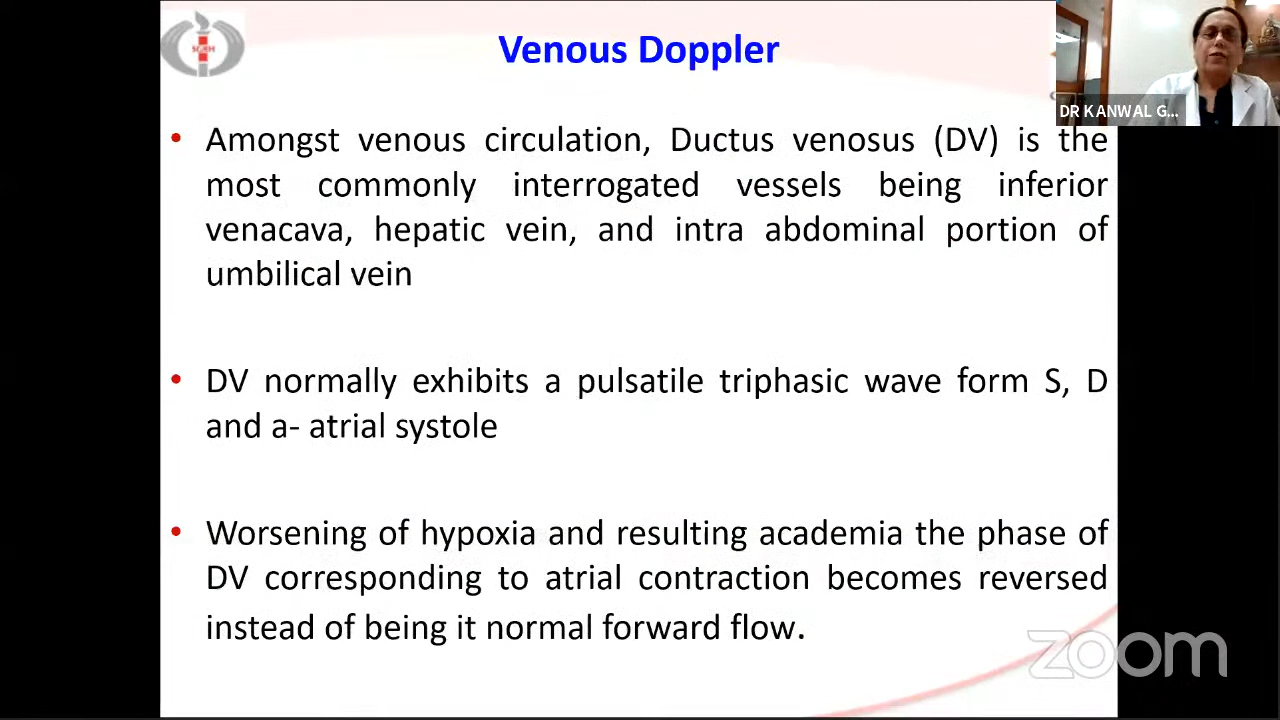 Venous Doppler
DR KANWAL G...
• Amongst venous circulation, Ductus venosus (DV) is the
most commonly interrogated vessels being inferior
venacava, hepatic vein, and intra abdominal portion of
umbilical vein
• DV normally exhibits a pulsatile triphasic wave form S, D
and a- atrial systole
• Worsening of hypoxia and resulting academia the phase of
DV corresponding to atrial contraction becomes reversed
instead of being it normal forward flow.
zoom